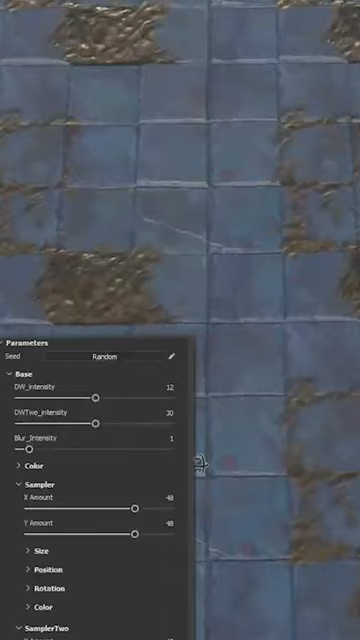 Parameters
Seed Random
Base
DW_intensity 12
DWTwo_intensity 30
Blur_Intensity 1
Color
Sampler
X Amount 48
Y Amount 48
Size
Position
Rotation
Color
SamplerTwo